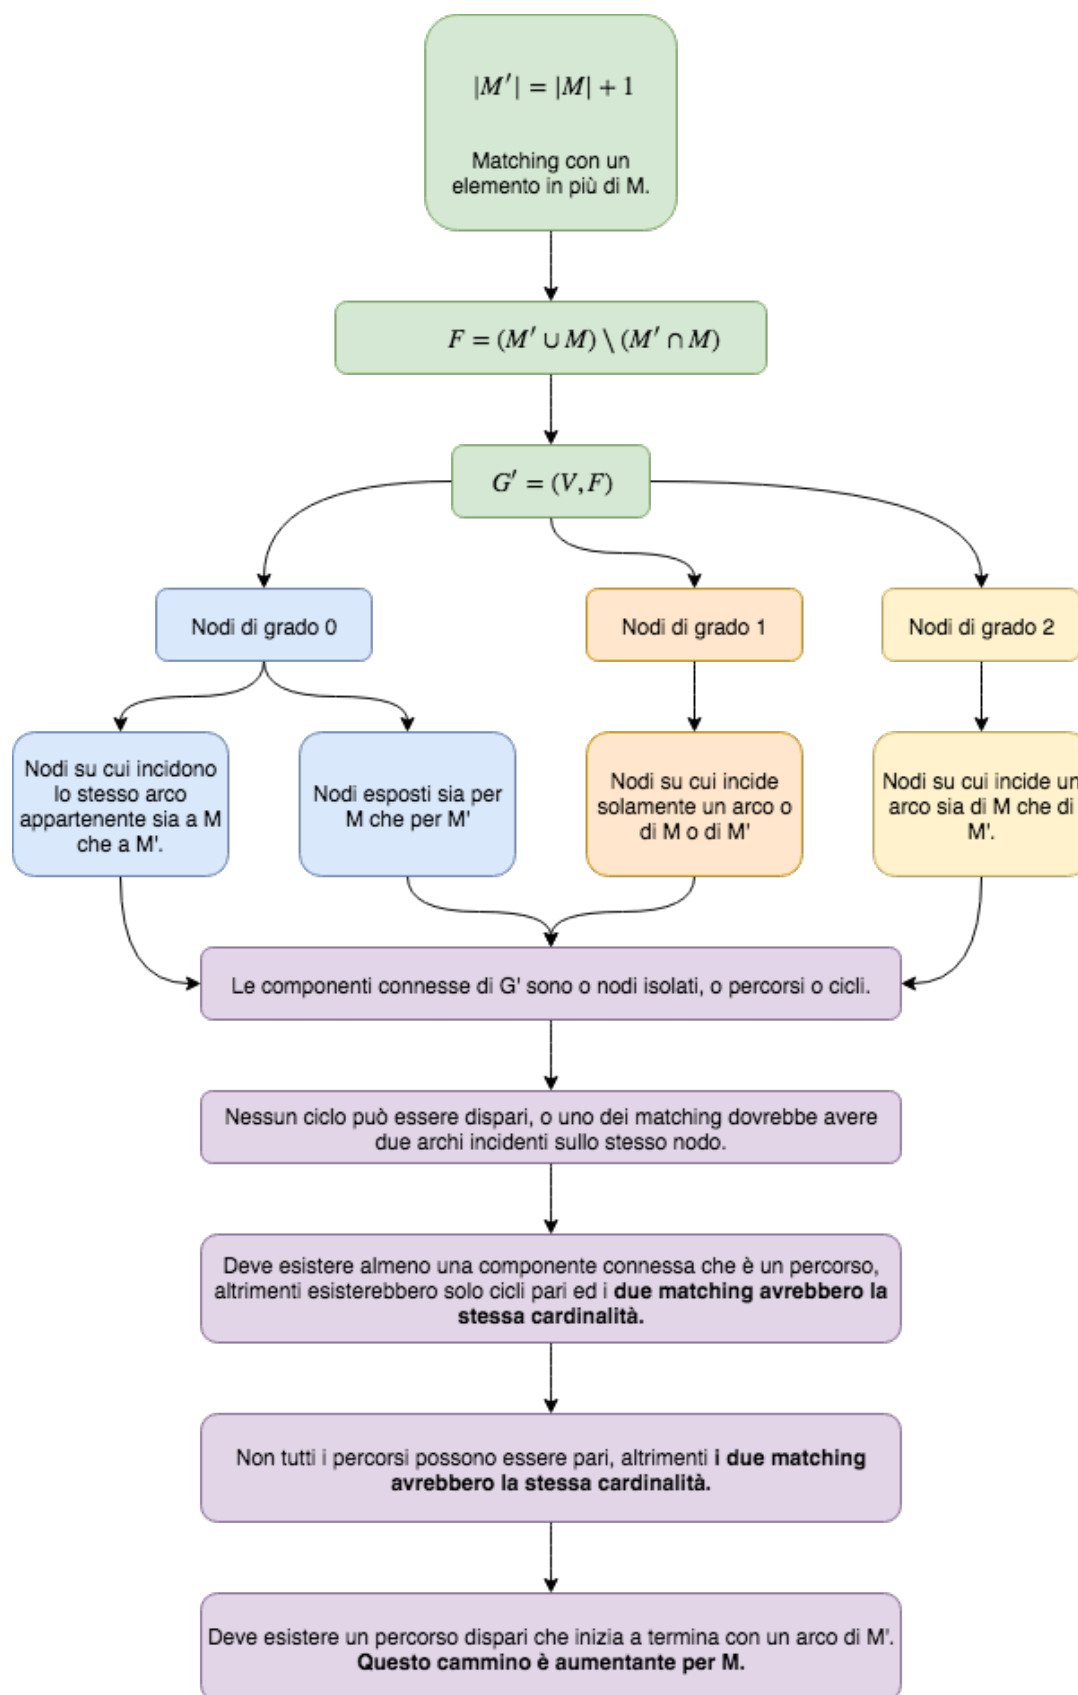 |M′| = |M| + 1
Matching con un
elemento in più di M.
F = (M′ ∪ M) \ (M′ ∩ M)
G′ = (V, F)
Nodi di grado 0
Nodi di grado 1
Nodi di grado 2
Nodi su cui incidono
lo stesso arco
appartenente sia a M
che a M'.
Nodi esposti sia per
M che per M'
Nodi su cui incide
solamente un arco o
di M o di M'
Nodi su cui incide un
arco sia di M che di
M'.
Le componenti connesse di G' sono o nodi isolati, o percorsi o cicli.
Nessun ciclo può essere dispari, o uno dei matching dovrebbe avere
due archi incidenti sullo stesso nodo.
Deve esistere almeno una componente connessa che è un percorso,
altrimenti esisterebbero solo cicli pari ed i due matching avrebbero la
stessa cardinalità.
Non tutti i percorsi possono essere pari, altrimenti i due matching
avrebbero la stessa cardinalità.
Deve esistere un percorso dispari che inizia a termina con un arco di M'.
Questo cammino è aumentante per M.